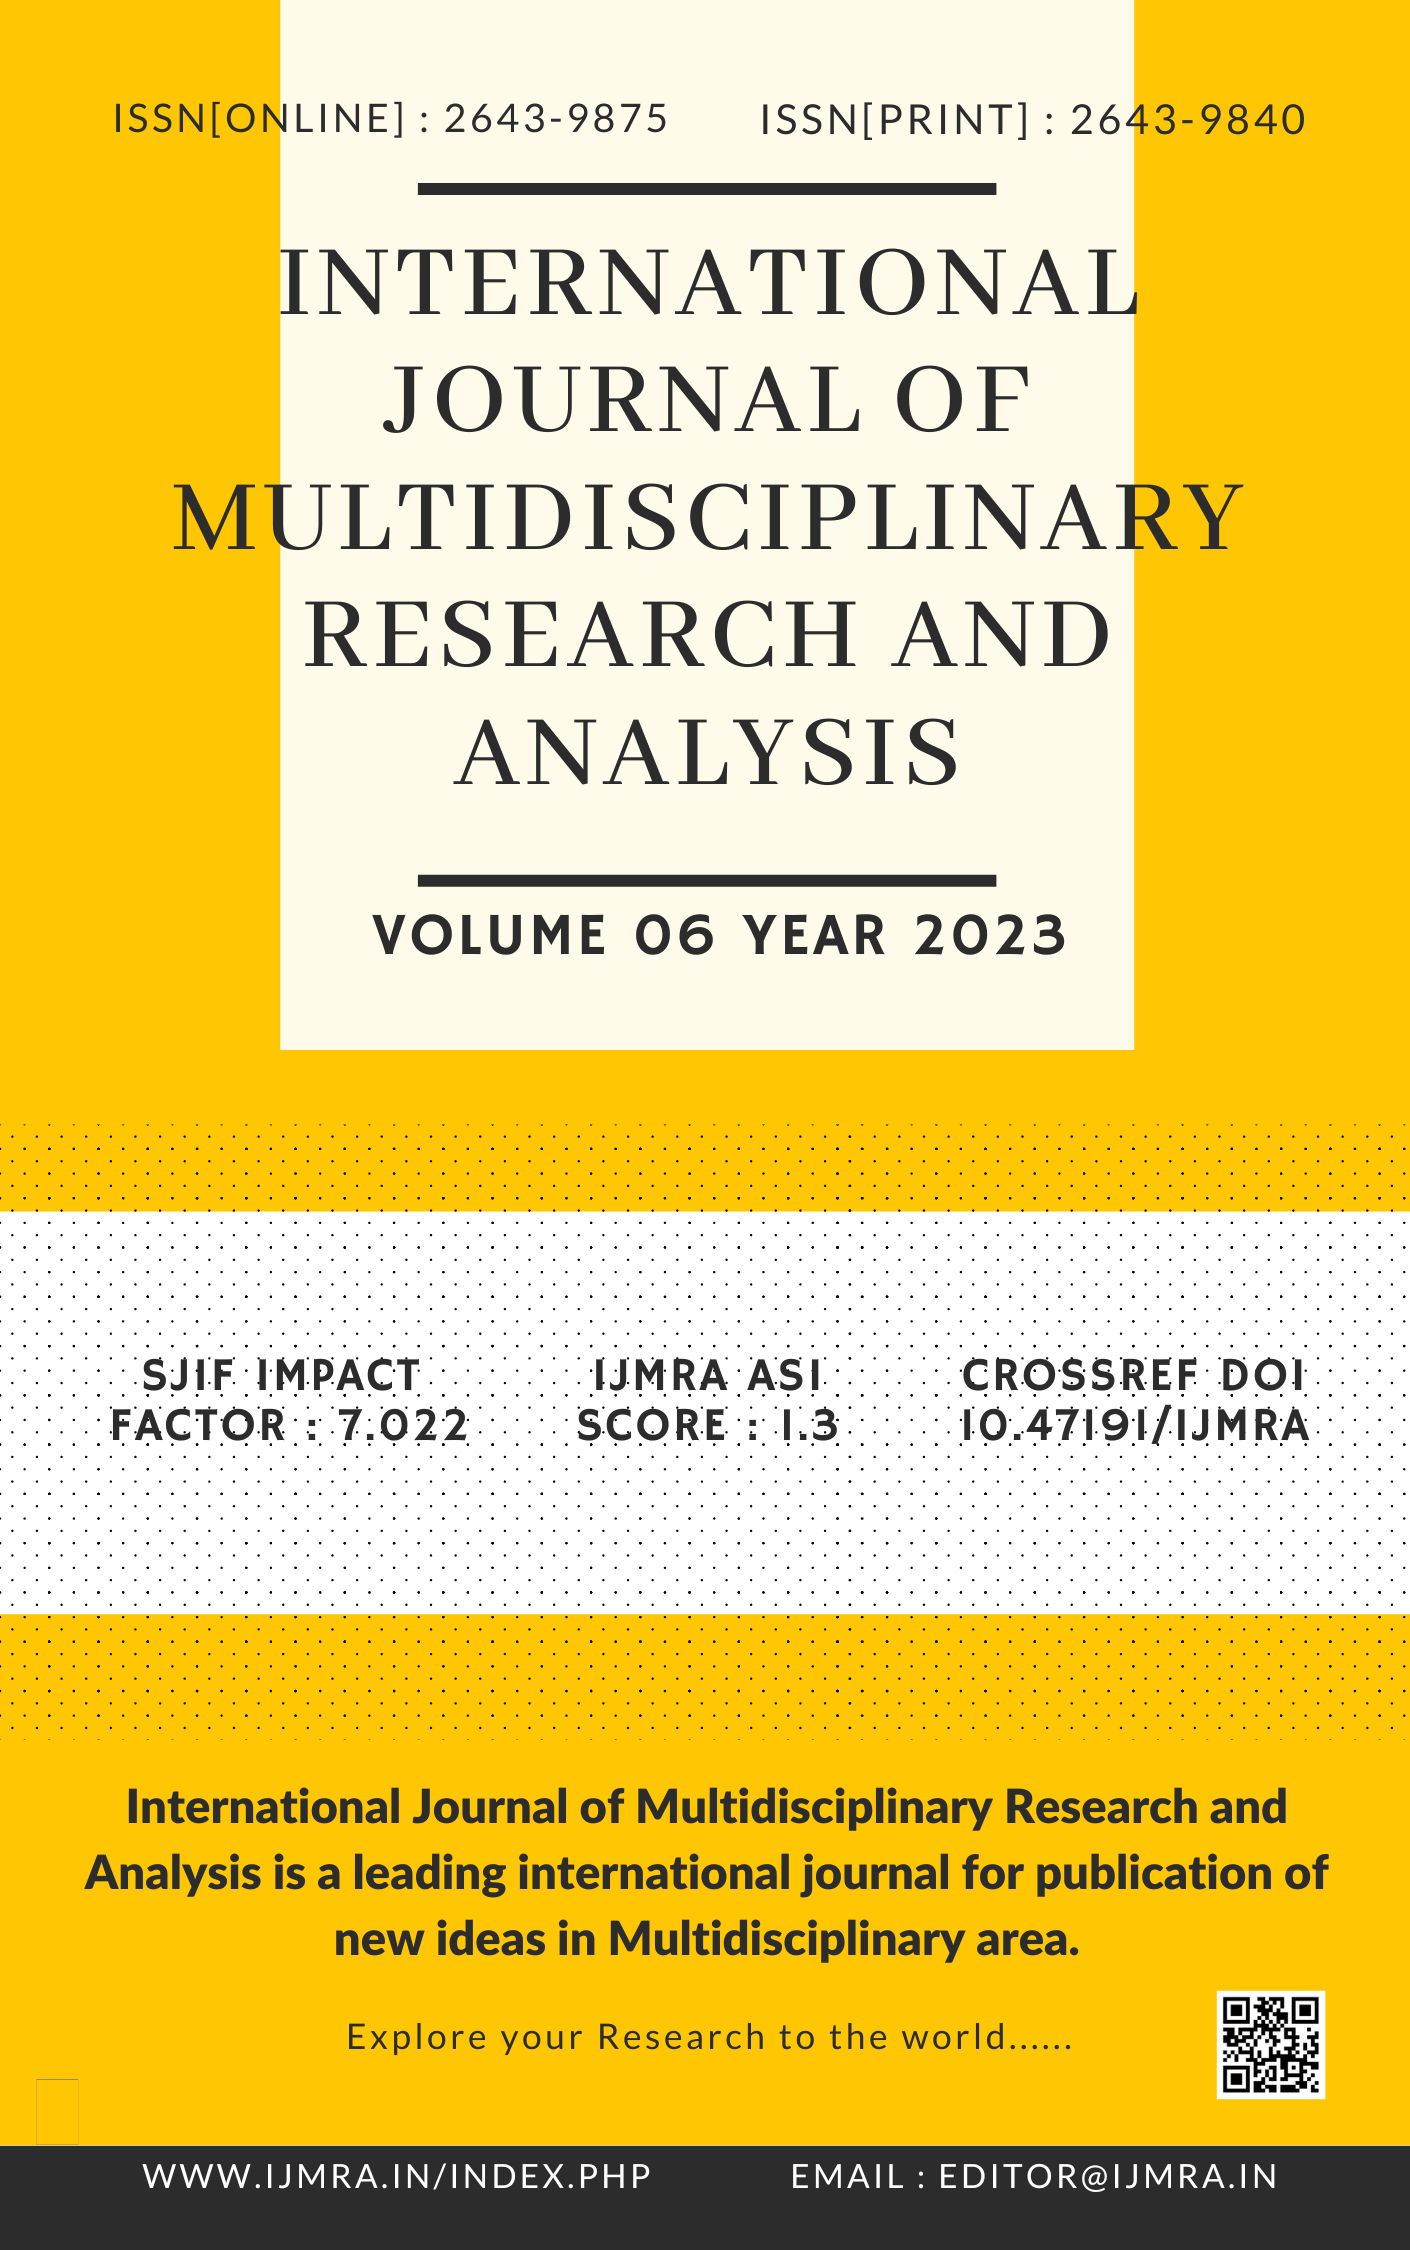 ISSN[ONLINE] : 2643-9875
ISSN[PRINT] : 2643-9840
INTERNATIONAL
JOURNAL OF
MULTIDISCIPLINARY
RESEARCH AND
ANALYSIS
VOLUME 06 YEAR 2023
SJIF IMPACT
FACTOR : 7.022
IJMRA ASI
SCORE : 1.3
CROSSREF DOI
10.47191/IJMRA
International Journal of Multidisciplinary Research and
Analysis is a leading international journal for publication of
new ideas in Multidisciplinary area.
Explore your Research to the world......
WWW.IJMRA.IN/INDEX.PHP
EMAIL : EDITOR@IJMRA.IN